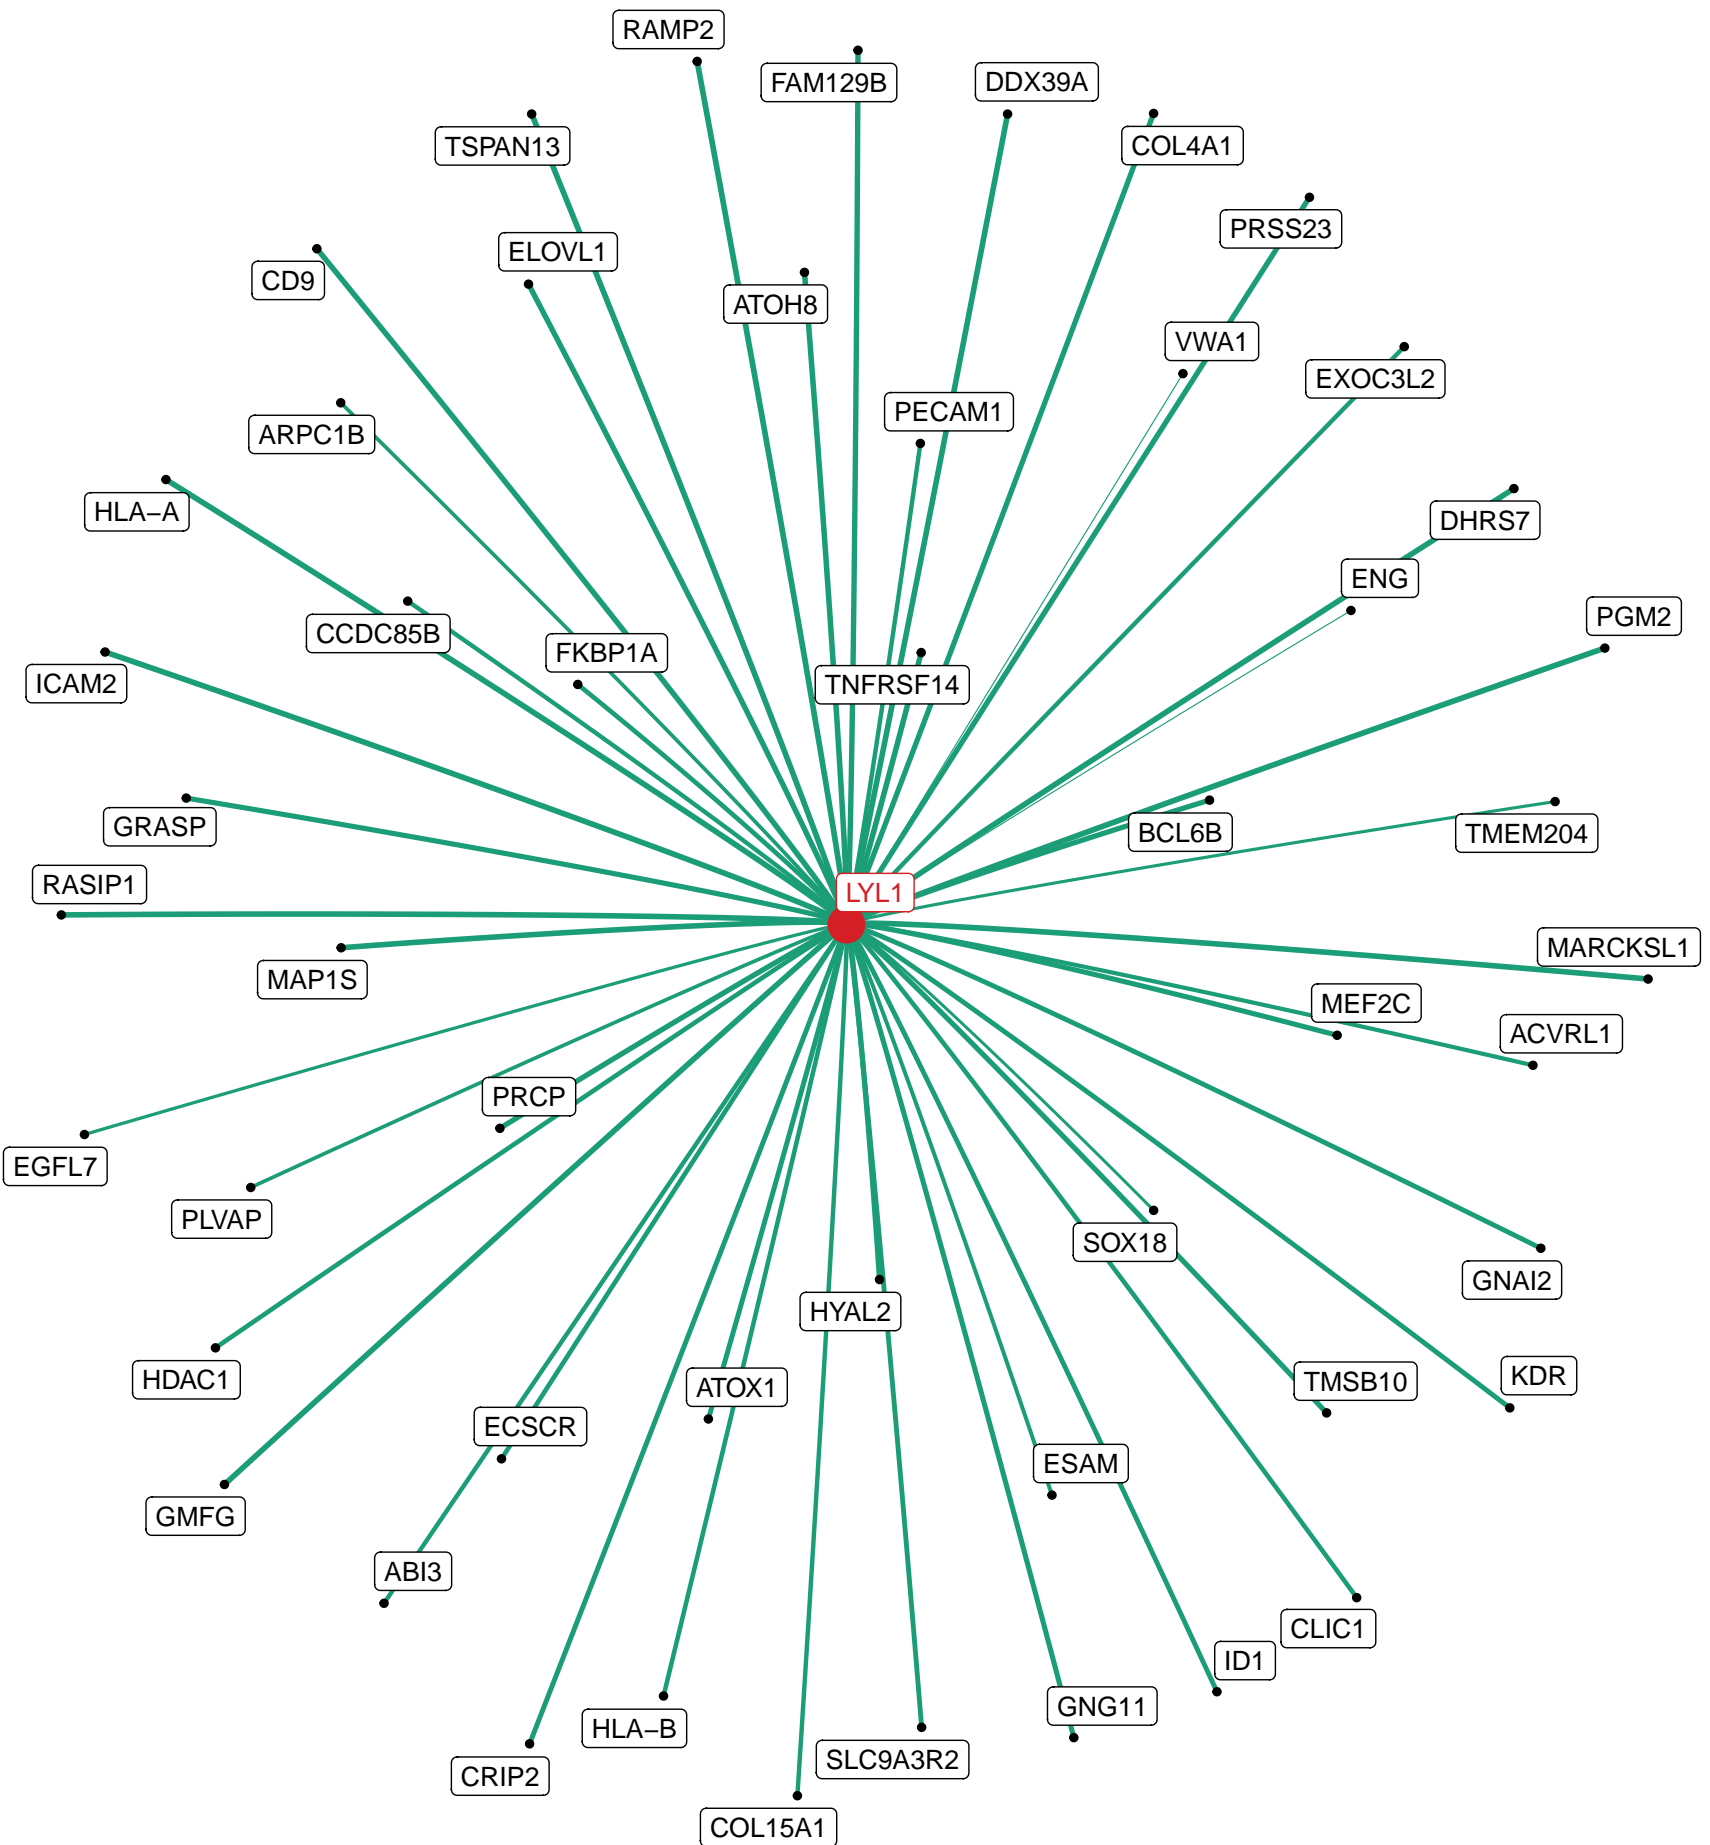 RAMP2
FAM129B
DDX39A
TSPAN13
COL4A1
PRSS23
ELOVL1
CD9
ATOH8
VWA1
EXOC3L2
PECAM1
ARPC1B
HLA−A
DHRS7
ENG
PGM2
CCDC85B
FKBP1A
ICAM2
TNFRSF14
GRASP
BCL6B
TMEM204
RASIP1
LYL1
MARCKSL1
MAP1S
MEF2C
ACVRL1
PRCP
EGFL7
PLVAP
SOX18
GNAI2
HYAL2
HDAC1
KDR
TMSB10
ATOX1
ECSCR
ESAM
GMFG
ABI3
CLIC1
ID1
GNG11
HLA−B
SLC9A3R2
CRIP2
COL15A1